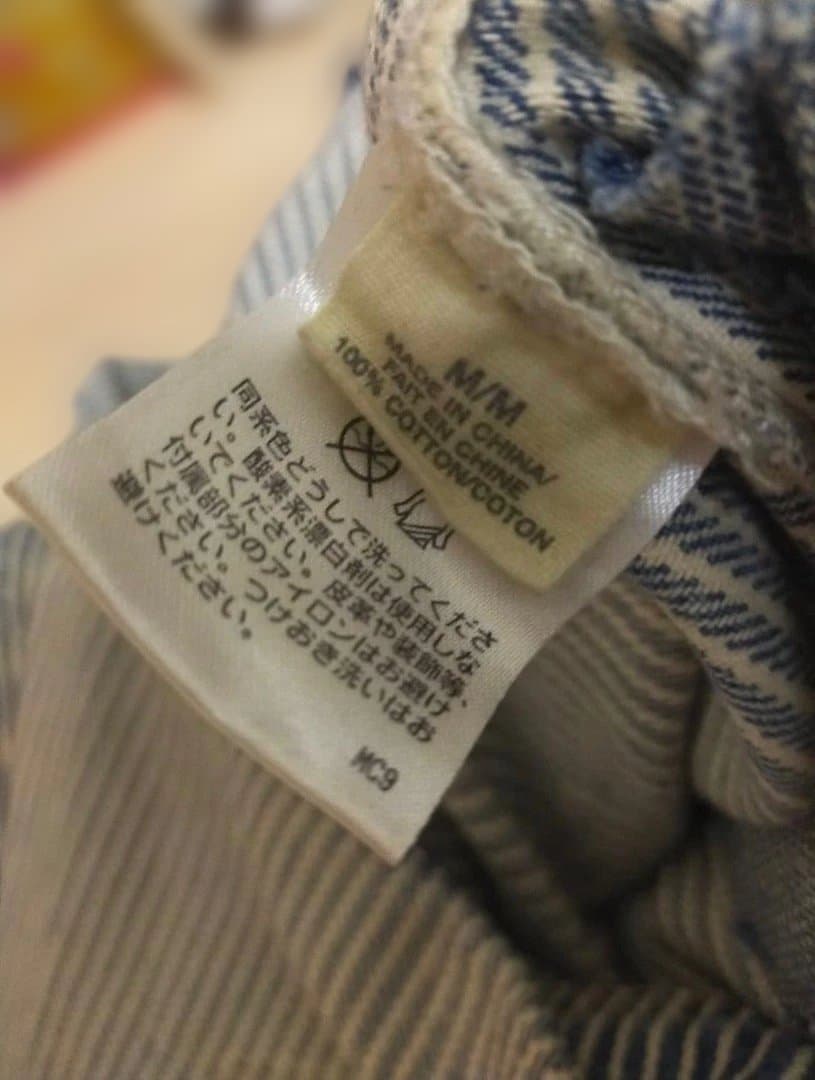 M/M
MADE IN CHINA/
FAIT EN CHINE
100% COTTON/COTON
同系色どうしで洗ってくださ
い。酸素系漂白剤は使用しな
いでください。皮革や装飾等、
付属部分のアイロンはお避け
ください。つけおき洗いはお
避けください。
MC9